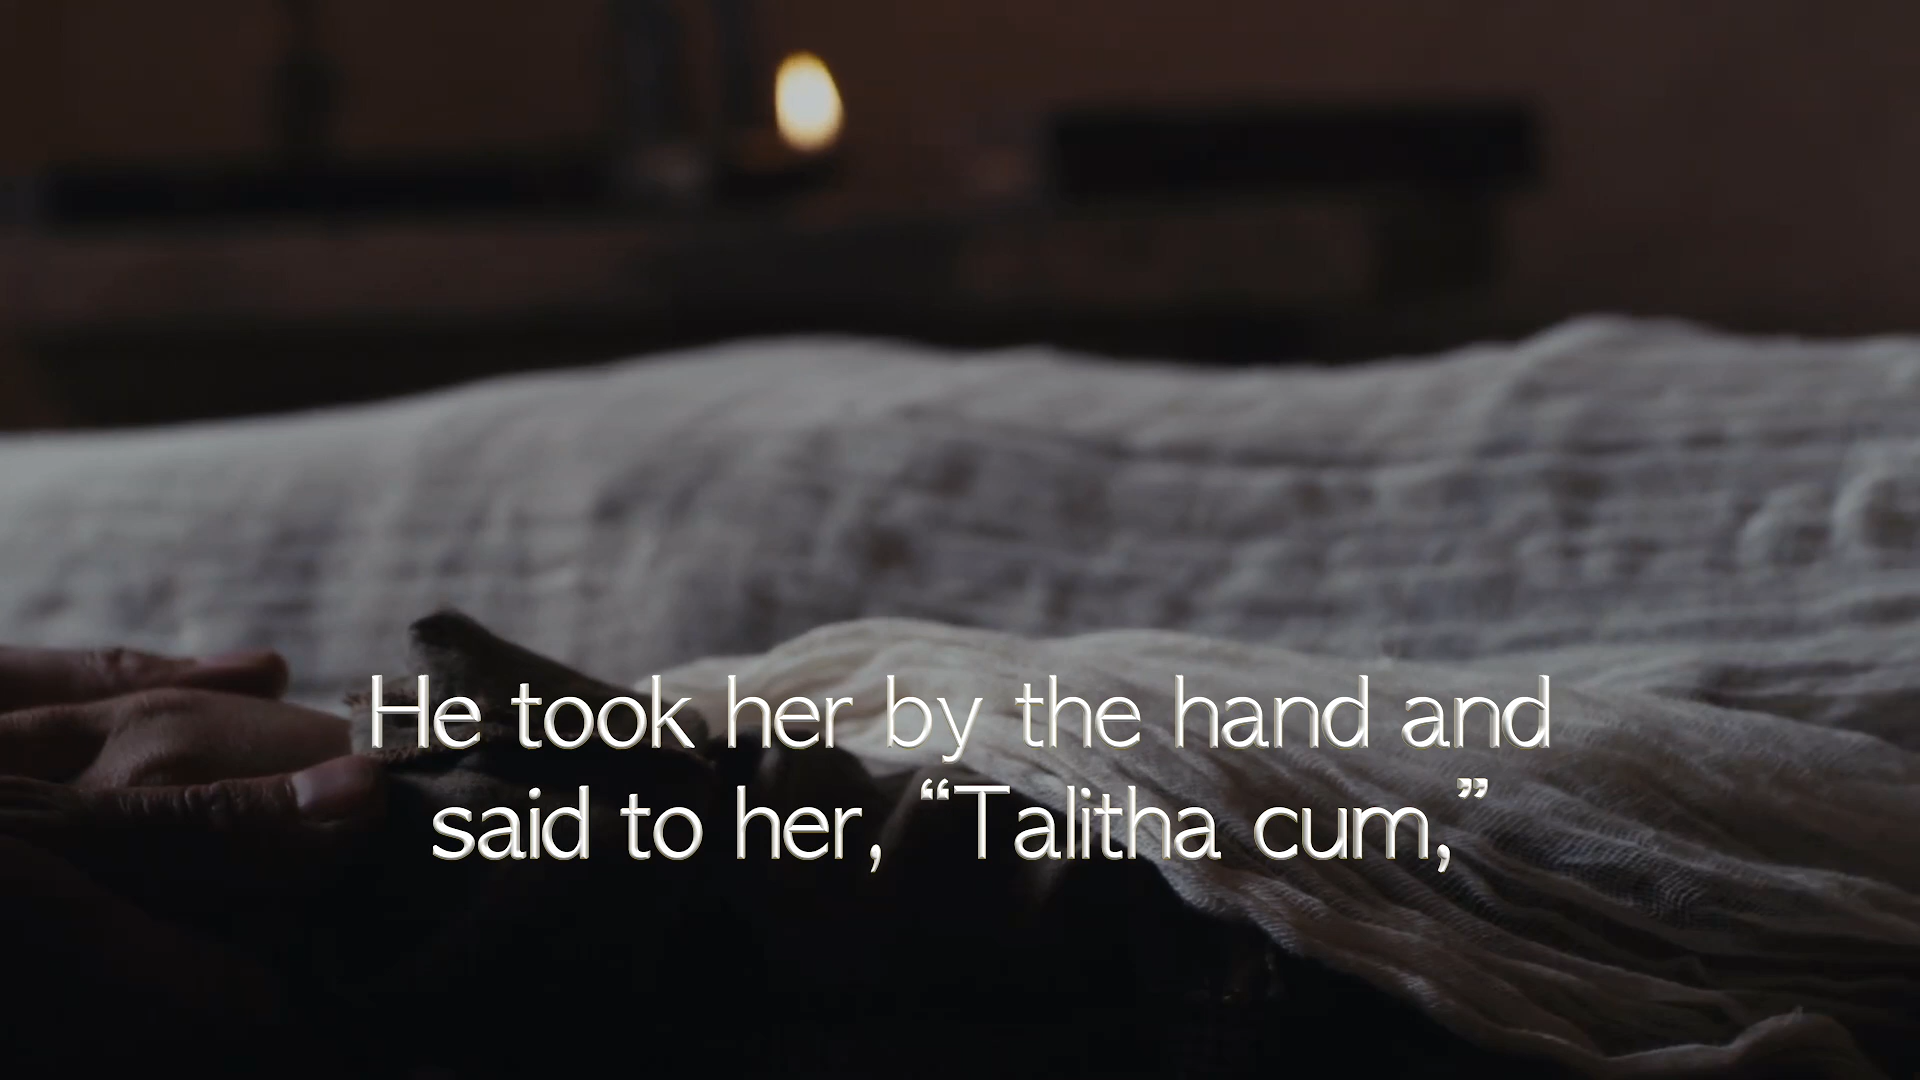 He took her by the hand and
said to her, “Talitha cum,”